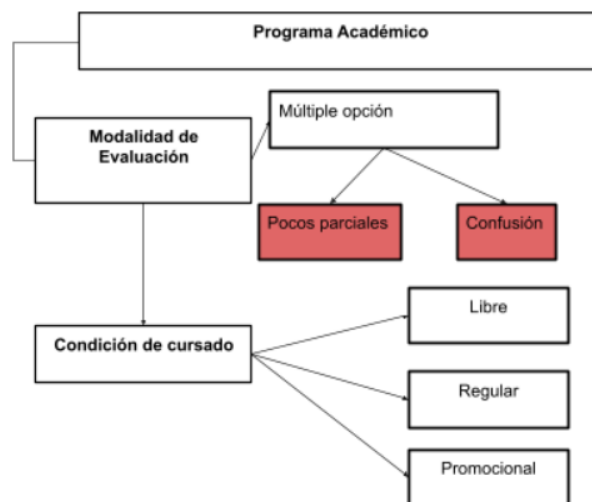 Programa Académico
Múltiple opción
Modalidad de
Evaluación
Pocos parciales
Confusión
Libre
Condición de cursado
Regular
Promocional